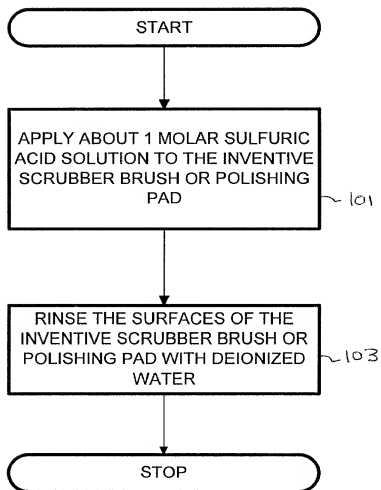 START
APPLY ABOUT 1 MOLAR SULFURIC
ACID SOLUTION TO THE INVENTIVE
SCRUBBER BRUSH OR POLISHING
PAD
101
RINSE THE SURFACES OF THE
INVENTIVE SCRUBBER BRUSH OR
POLISHING PAD WITH DEIONIZED
WATER
103
STOP